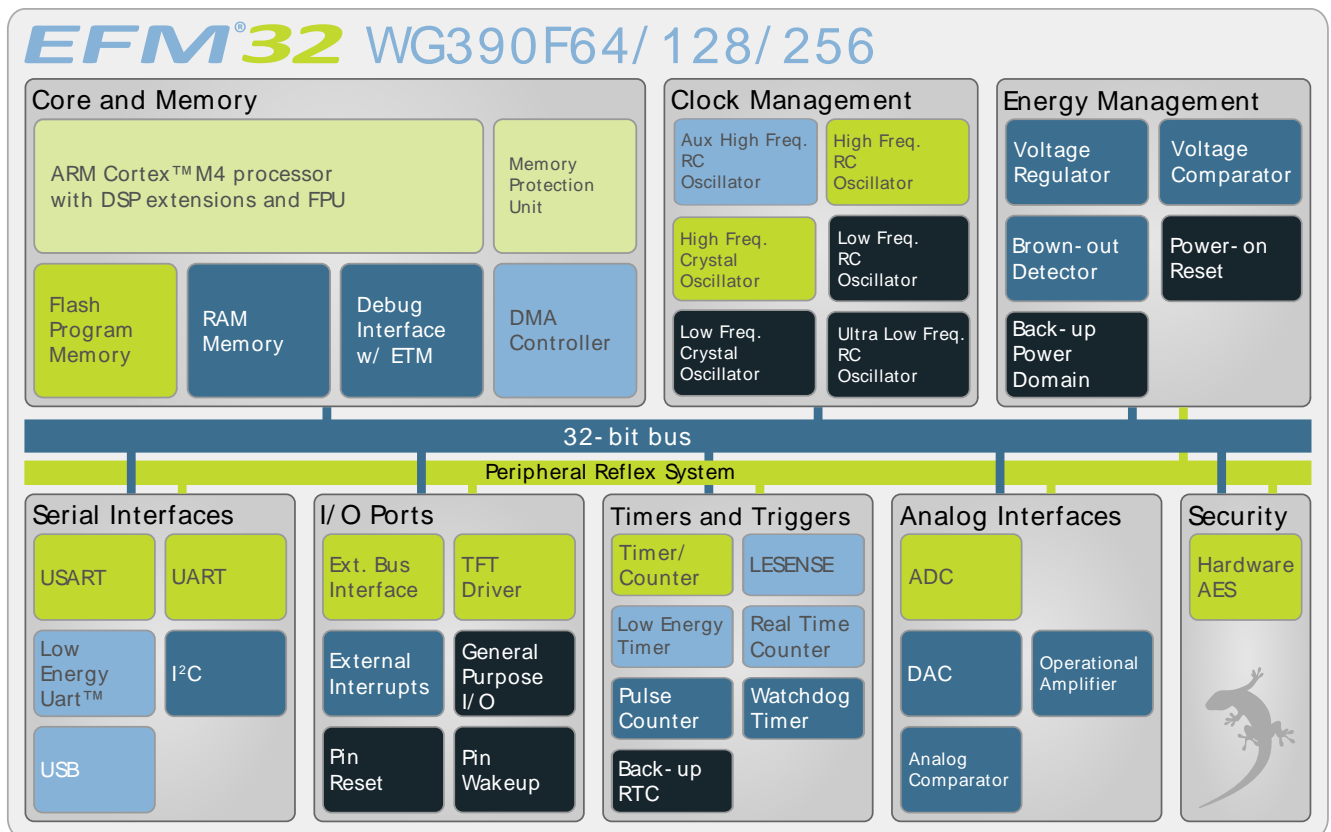 EFM®32 WG390F64/128/256
Core and Memory
ARM Cortex™ M4 processor
with DSP extensions and FPU
Memory
Protection
Unit
Flash
Program
Memory
RAM
Memory
Debug
Interface
w/ ETM
DMA
Controller
Clock Management
Aux High Freq.
RC
Oscillator
High Freq.
RC
Oscillator
High Freq.
Crystal
Oscillator
Low Freq.
RC
Oscillator
Low Freq.
Crystal
Oscillator
Ultra Low Freq.
RC
Oscillator
Energy Management
Voltage
Regulator
Voltage
Comparator
Brown-out
Detector
Power-on
Reset
Back-up
Power
Domain
32-bit bus
Peripheral Reflex System
Serial Interfaces
USART
UART
Low
Energy
Uart™
I²C
USB
I/O Ports
Ext. Bus
Interface
TFT
Driver
External
Interrupts
General
Purpose
I/O
Pin
Reset
Pin
Wakeup
Timers and Triggers
Timer/
Counter
LESENSE
Low Energy
Timer
Real Time
Counter
Pulse
Counter
Watchdog
Timer
Back-up
RTC
Analog Interfaces
ADC
DAC
Operational
Amplifier
Analog
Comparator
Security
Hardware
AES